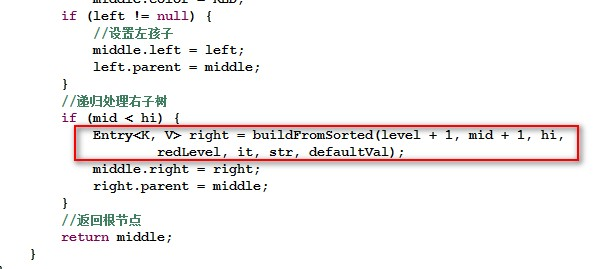 middle.color = RED;
if (left != null) {
//设置左孩子
middle.left = left;
left.parent = middle;
}
//递归处理右子树
if (mid < hi) {
Entry<K, V> right = buildFromSorted(level + 1, mid + 1, hi,
redLevel, it, str, defaultVal);
middle.right = right;
right.parent = middle;
}
//返回根节点
return middle;
}